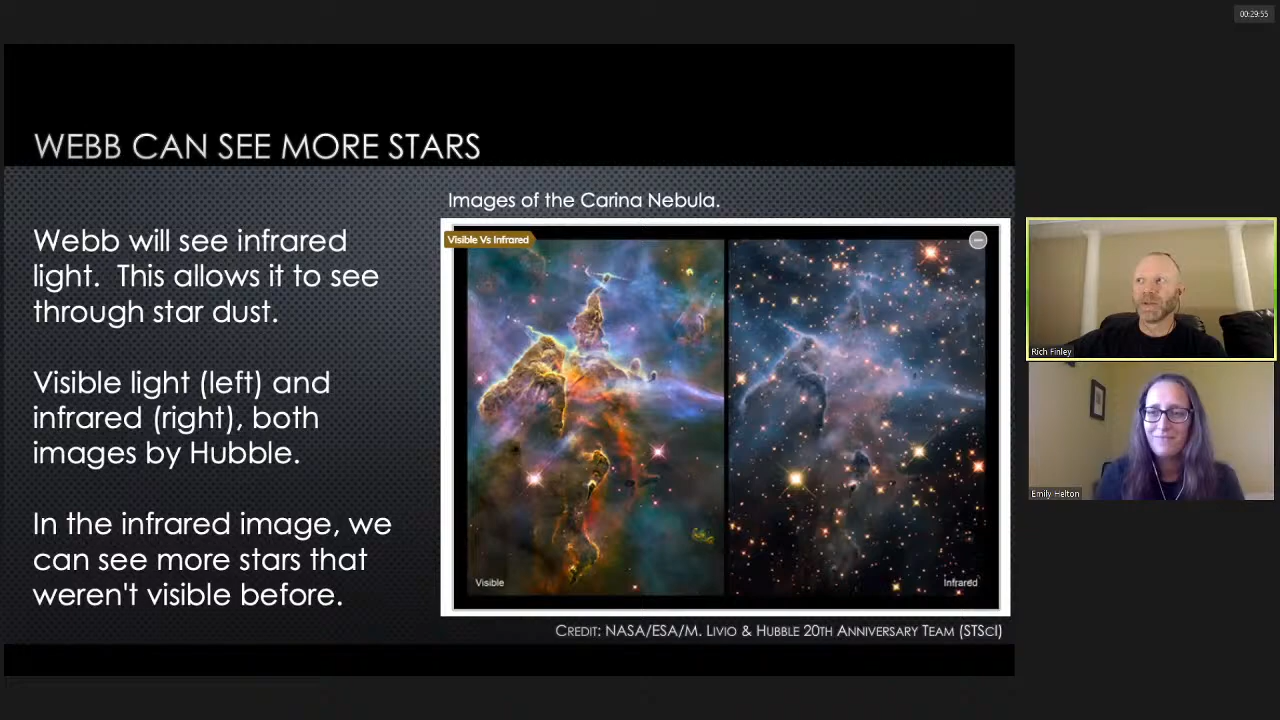 00:29:55
WEBB CAN SEE MORE STARS
Images of the Carina Nebula.
Webb will see infrared
light.  This allows it to see
through star dust.
Visible light (left) and
infrared (right), both
images by Hubble.
In the infrared image, we
can see more stars that
weren't visible before.
Visible Vs Infrared
Visible
Infrared
CREDIT: NASA/ESA/M. LIVIO & HUBBLE 20TH ANNIVERSARY TEAM (STSCI)
Rich Finley
Emily Helton